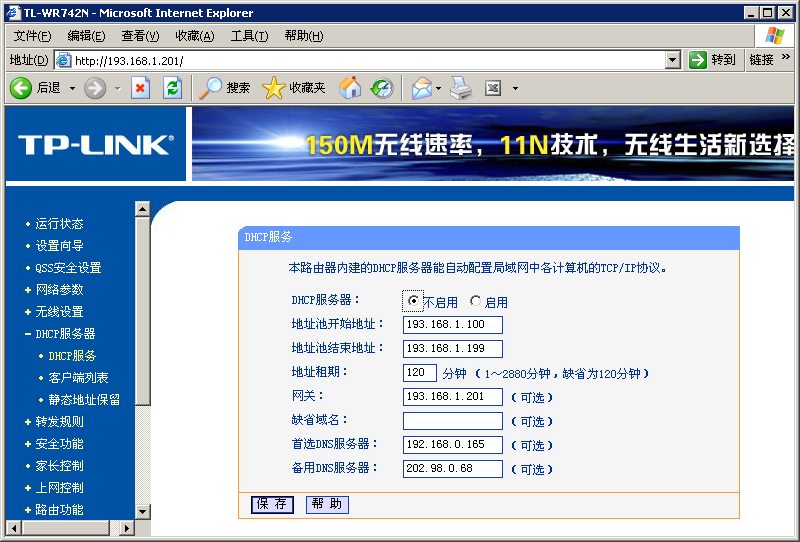 TL-WR742N - Microsoft Internet Explorer
文件(F) 编辑(E) 查看(V) 收藏(A) 工具(T) 帮助(H)
地址(D) http://193.168.1.201/ 转到 链接 »
后退 搜索 收藏夹
TP-LINK® 150M无线速率，11N技术，无线生活新选择
运行状态
设置向导
QSS安全设置
+ 网络参数
+ 无线设置
- DHCP服务器
DHCP服务
客户端列表
静态地址保留
+ 转发规则
+ 安全功能
家长控制
+ 上网控制
+ 路由功能
DHCP服务
本路由器内建的DHCP服务器能自动配置局域网中各计算机的TCP/IP协议。
DHCP服务器： 不启用 启用
地址池开始地址： 193.168.1.100
地址池结束地址： 193.168.1.199
地址租期： 120 分钟（1～2880分钟，缺省为120分钟）
网关： 193.168.1.201 （可选）
缺省域名： （可选）
首选DNS服务器： 192.168.0.165 （可选）
备用DNS服务器： 202.98.0.68 （可选）
保 存 帮 助